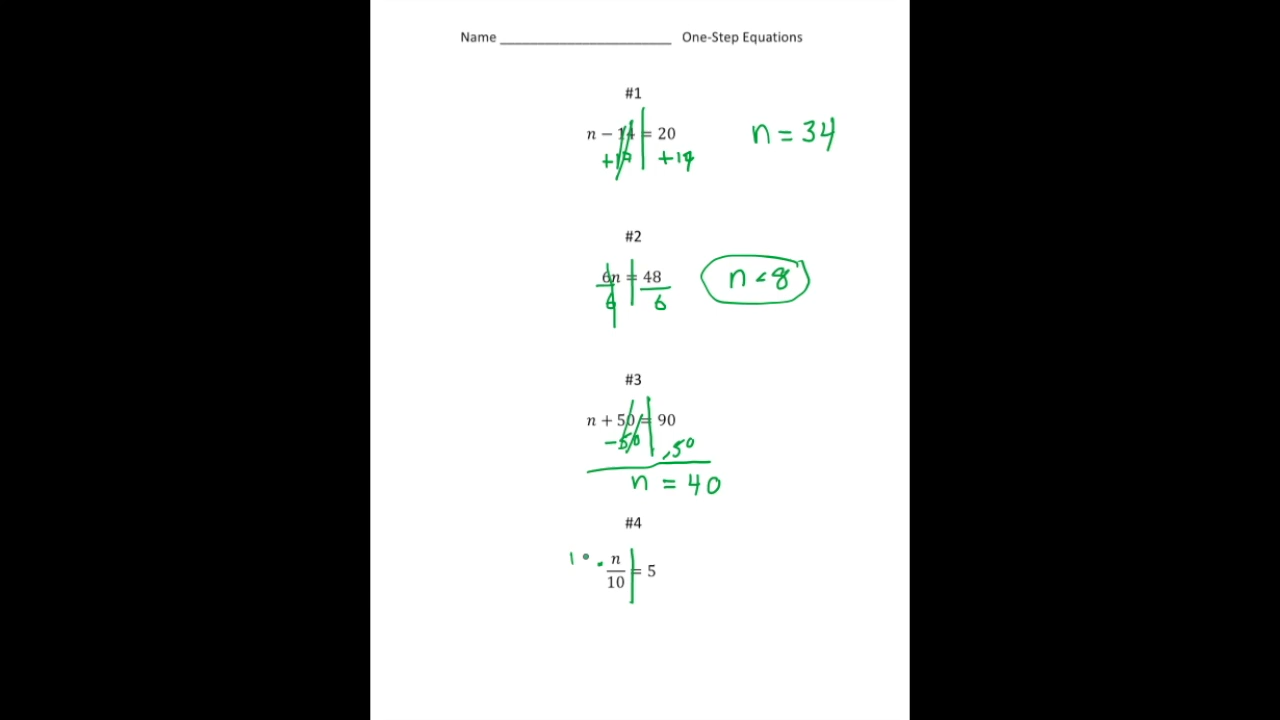 Name ______________________ One-Step Equations
#1
n − 14 = 20 n = 34
+14 +14
#2
6n = 48 n = 8
6 6
#3
n + 50 = 90
−50 -50
n = 40
#4
10 · n/10 = 5